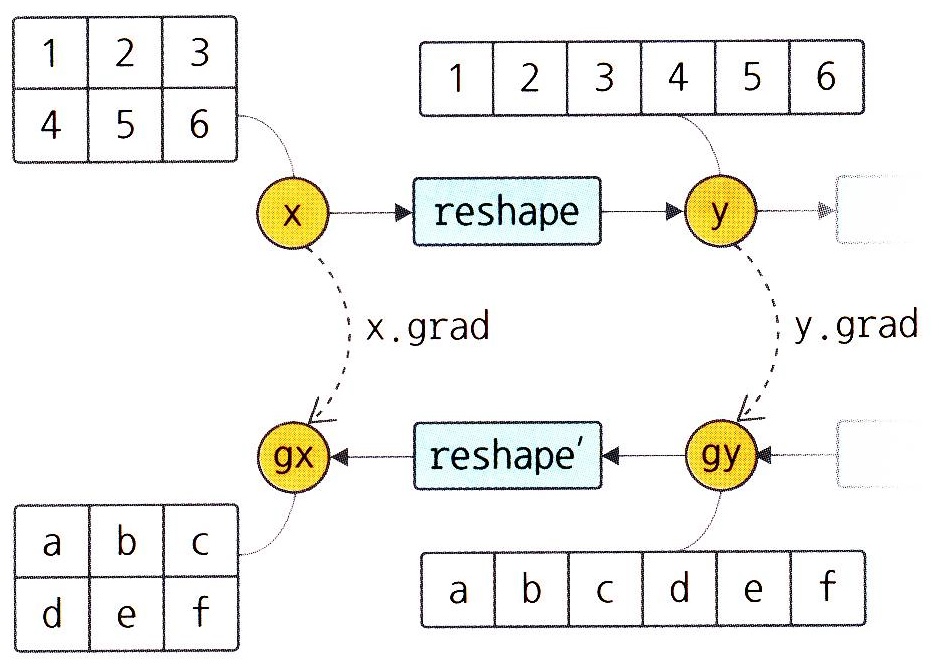 1 2 3
4 5 6
1 2 3 4 5 6
x
reshape
y
x.grad
y.grad
gx
reshape′
gy
a b c
d e f
a b c d e f